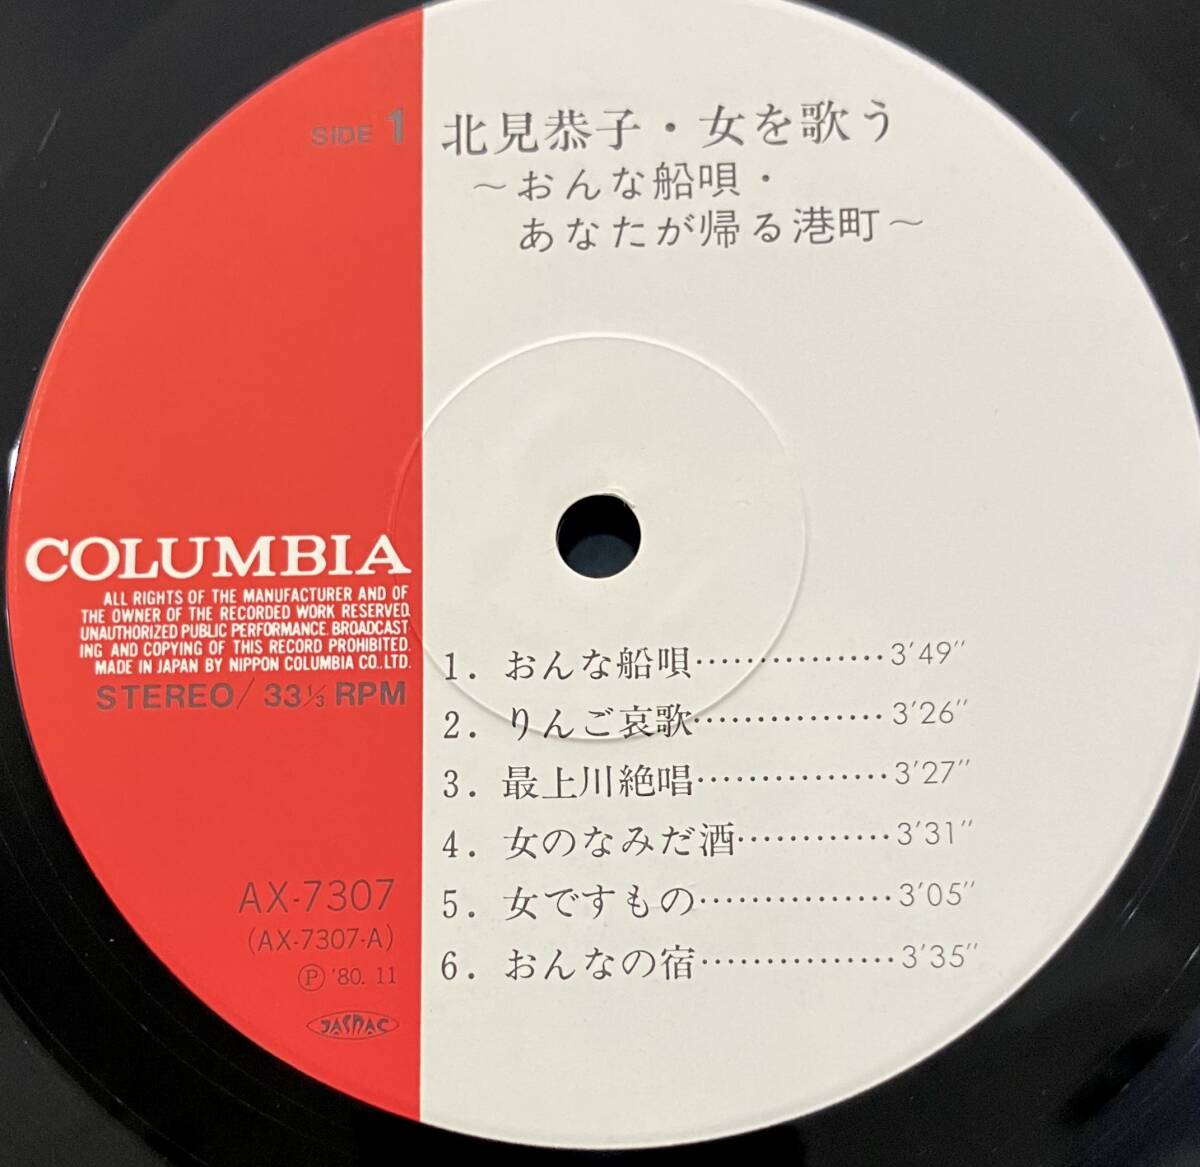 SIDE 1
北見恭子・女を歌う
～おんな船唄・
あなたが帰る港町～
COLUMBIA
ALL RIGHTS OF THE MANUFACTURER AND OF
THE OWNER OF THE RECORDED WORK RESERVED.
UNAUTHORIZED PUBLIC PERFORMANCE. BROADCAST
ING AND COPYING OF THIS RECORD PROHIBITED.
MADE IN JAPAN BY NIPPON COLUMBIA CO., LTD.
STEREO/ 33 1/3 RPM
1. おんな船唄……………3'49"
2. りんご哀歌……………3'26"
3. 最上川絶唱……………3'27"
4. 女のなみだ酒…………3'31"
5. 女ですもの……………3'05"
6. おんなの宿……………3'35"
AX-7307
(AX-7307-A)
Ⓟ '80. 11
JASRAC